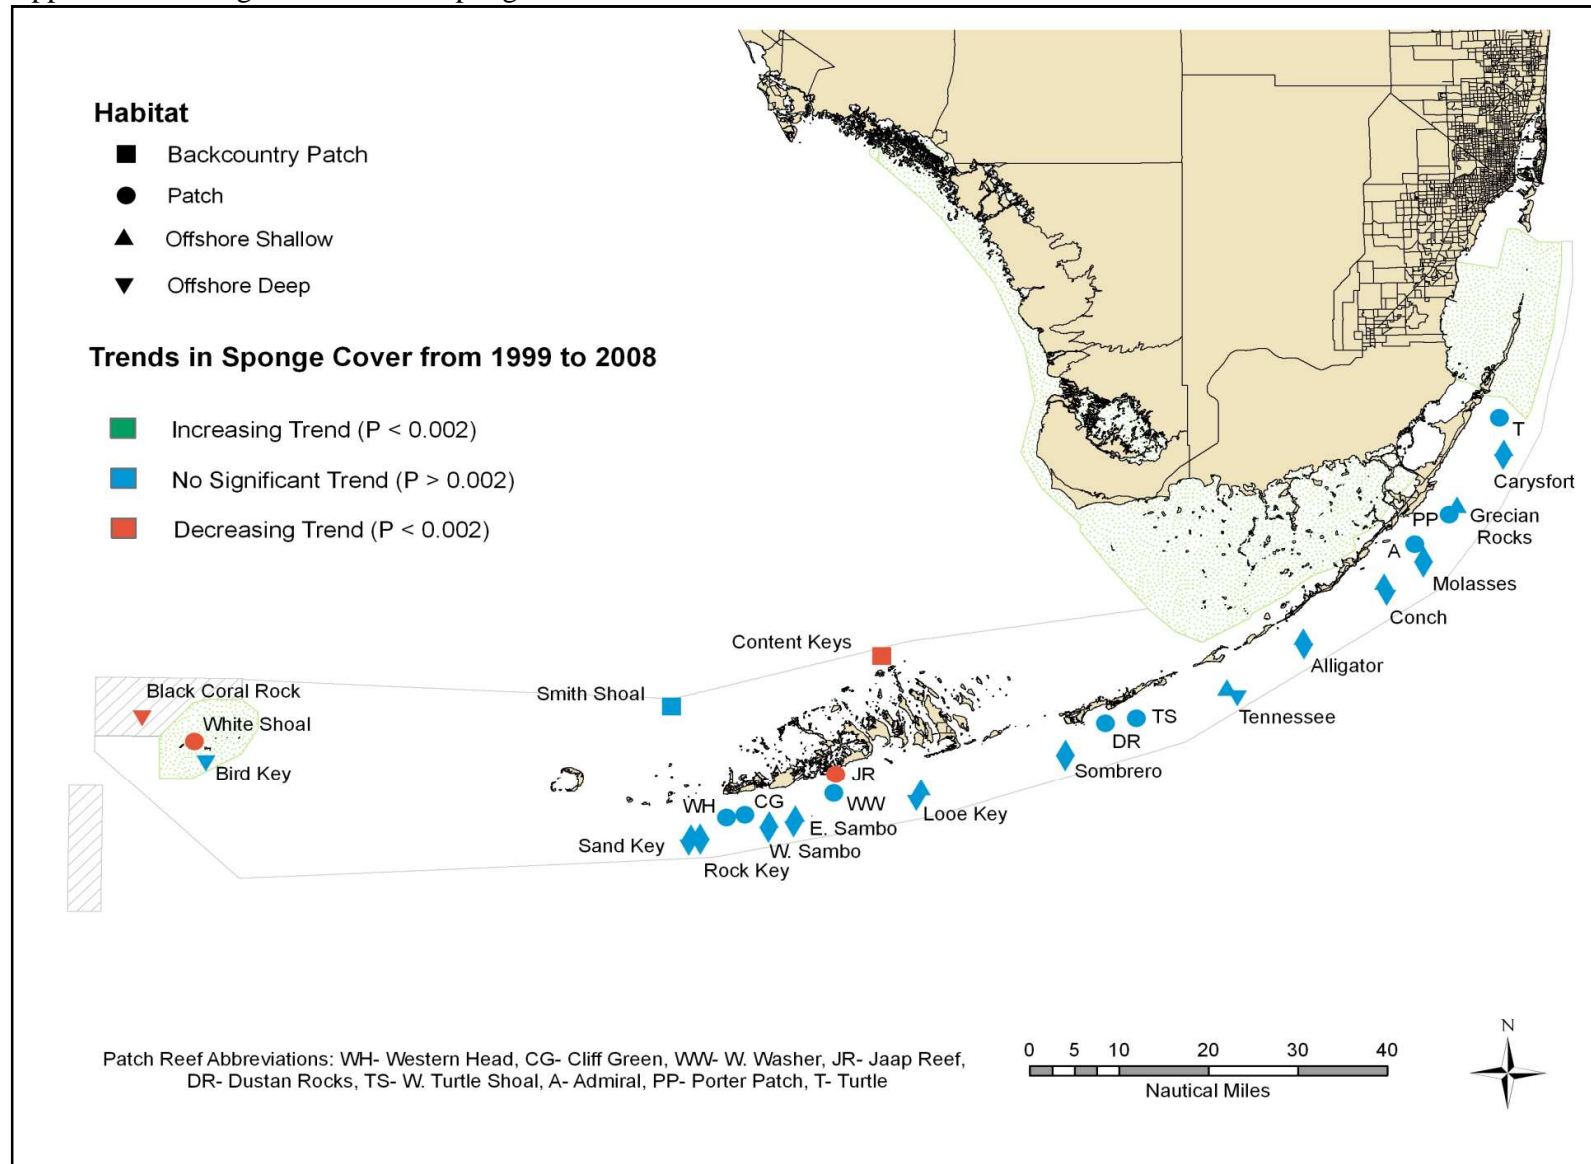 Habitat
Backcountry Patch
Patch
Offshore Shallow
Offshore Deep
Trends in Sponge Cover from 1999 to 2008
Increasing Trend (P < 0.002)
No Significant Trend (P > 0.002)
Decreasing Trend (P < 0.002)
T
Carysfort
PP
Grecian
Rocks
A
Molasses
Conch
Alligator
Content Keys
Smith Shoal
Black Coral Rock
White Shoal
Bird Key
Tennessee
TS
DR
Sombrero
JR
WW
Looe Key
WH
CG
E. Sambo
Sand Key
W. Sambo
Rock Key
N
Patch Reef Abbreviations: WH- Western Head, CG- Cliff Green, WW- W. Washer, JR- Jaap Reef,
DR- Dustan Rocks, TS- W. Turtle Shoal, A- Admiral, PP- Porter Patch, T- Turtle
0 5 10 20 30 40
Nautical Miles